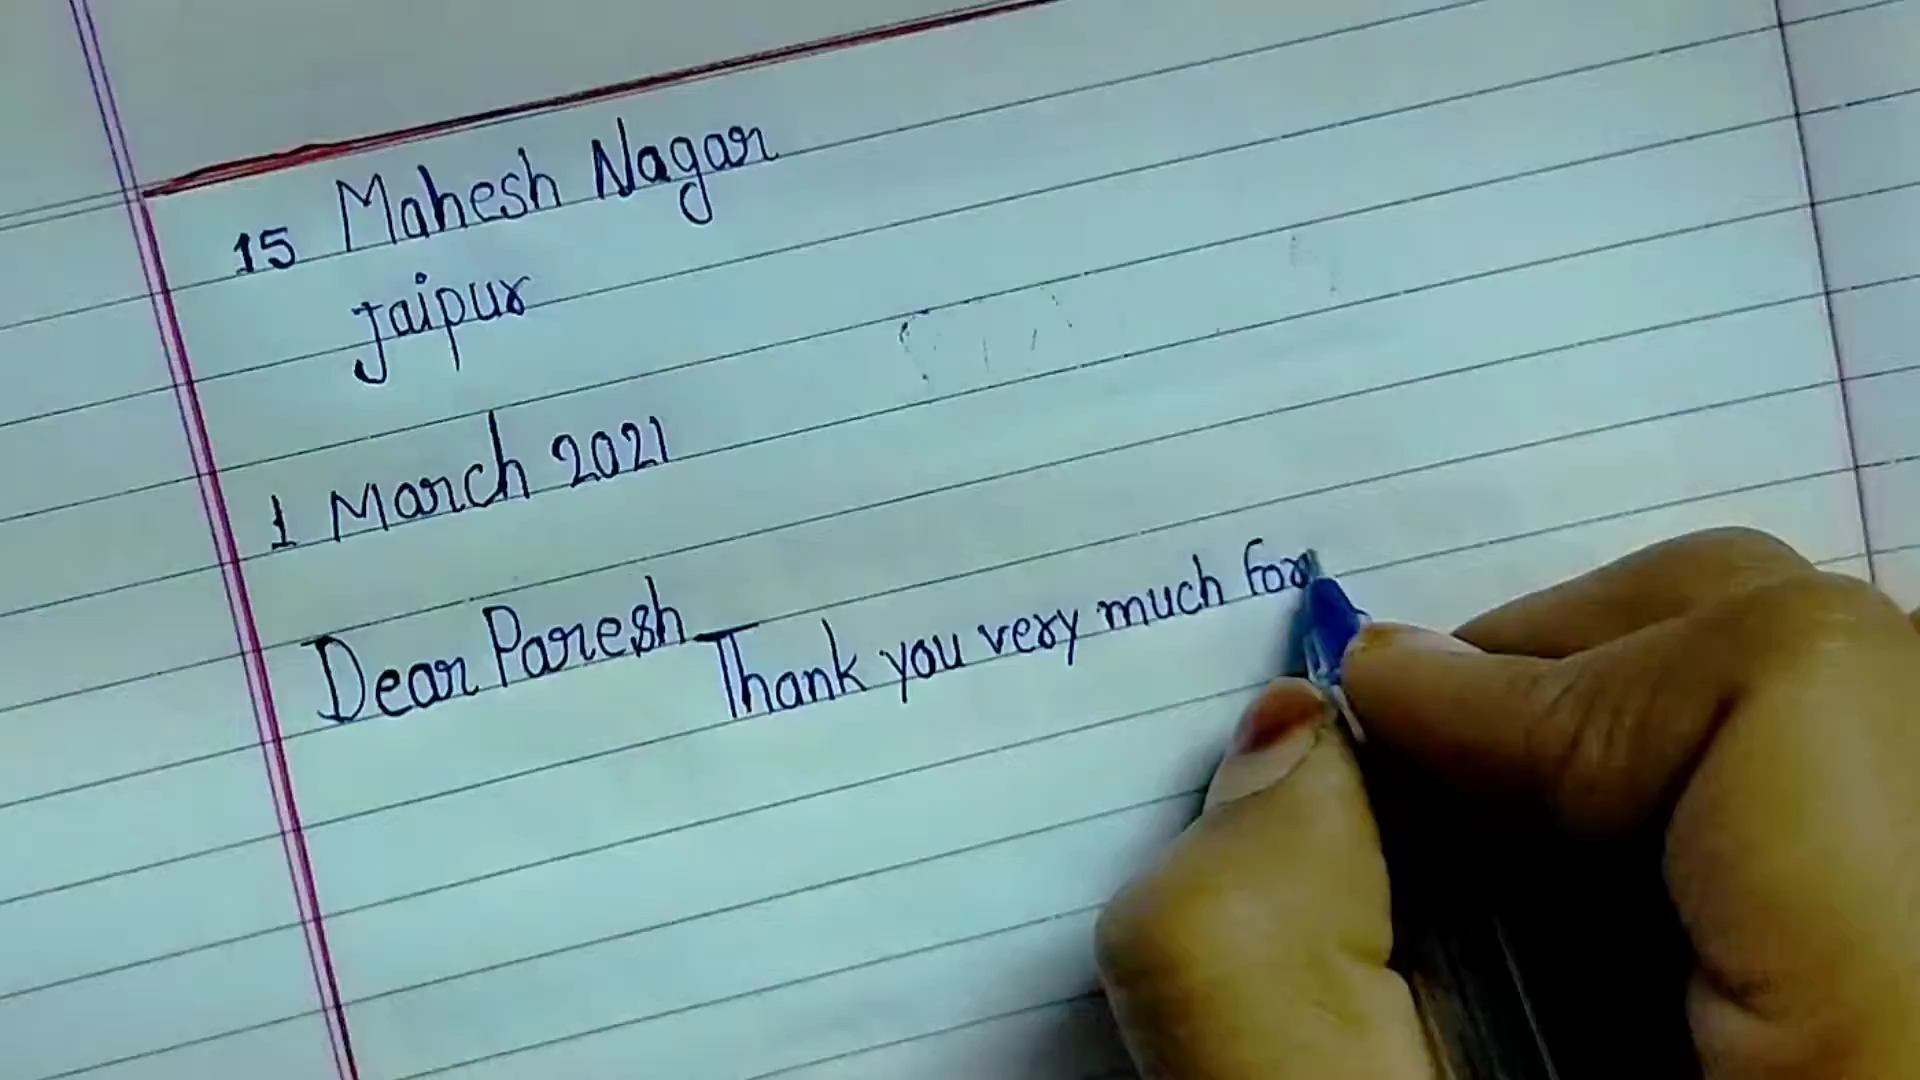 15 Mahesh Nagar
Jaipur
1 March 2021
Dear Paresh
Thank you very much for